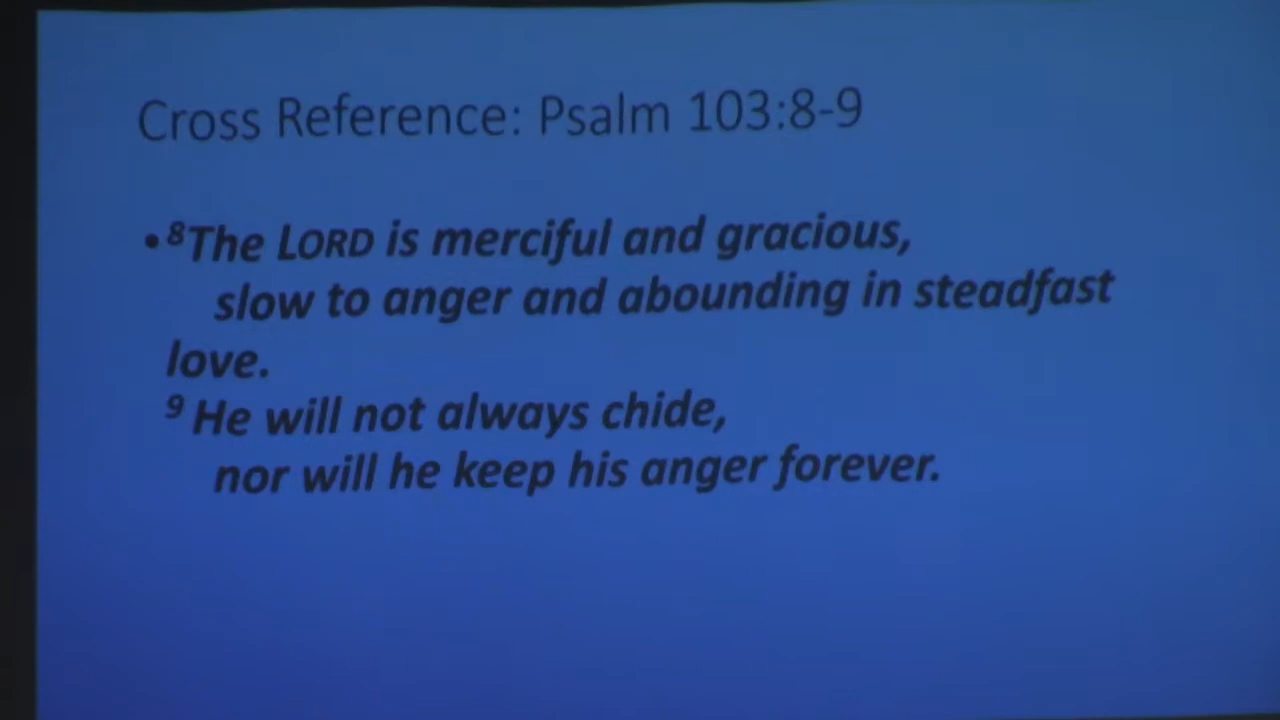 Cross Reference: Psalm 103:8-9
• ⁸The LORD is merciful and gracious,
slow to anger and abounding in steadfast
love.
⁹ He will not always chide,
nor will he keep his anger forever.